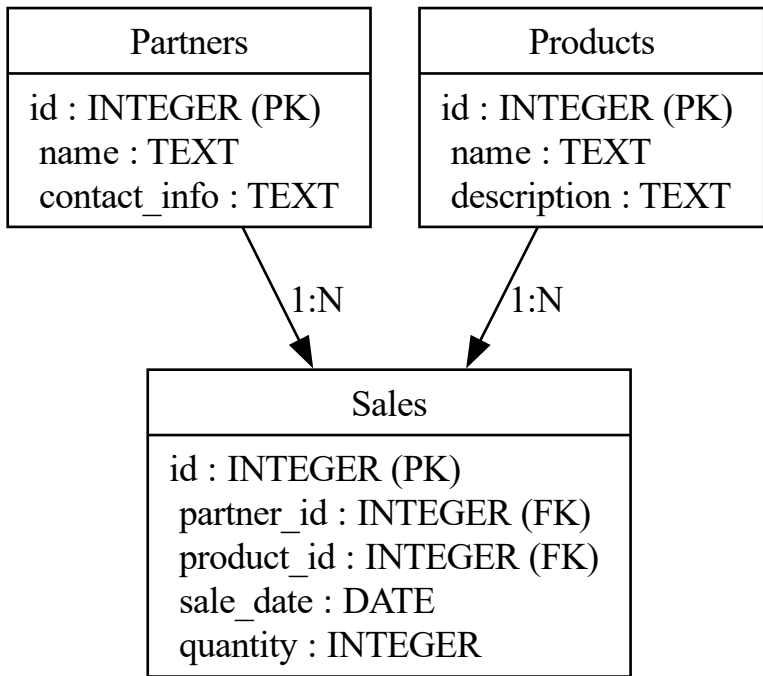 Partners
id : INTEGER (PK)
name : TEXT
contact_info : TEXT
Products
id : INTEGER (PK)
name : TEXT
description : TEXT
1:N
1:N
Sales
id : INTEGER (PK)
partner_id : INTEGER (FK)
product_id : INTEGER (FK)
sale_date : DATE
quantity : INTEGER